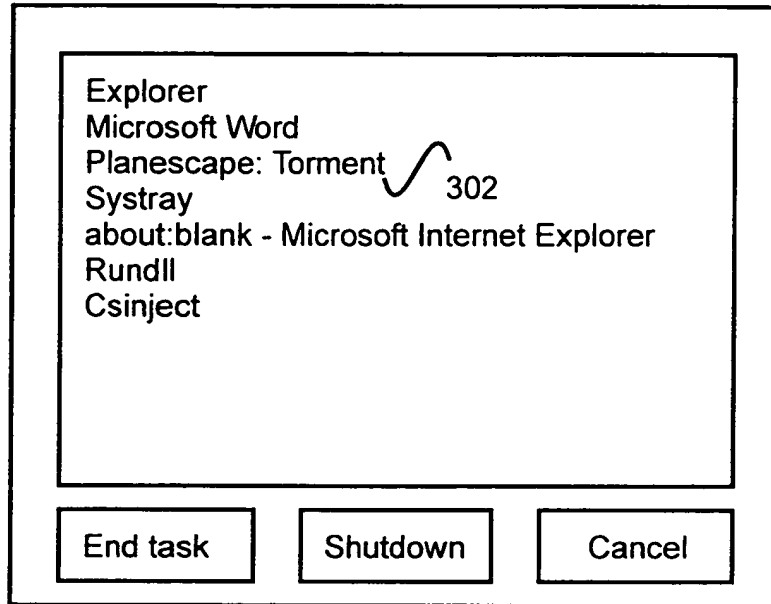 Explorer
Microsoft Word
Planescape: Torment
302
Systray
about:blank - Microsoft Internet Explorer
Rundll
Csinject
End task
Shutdown
Cancel